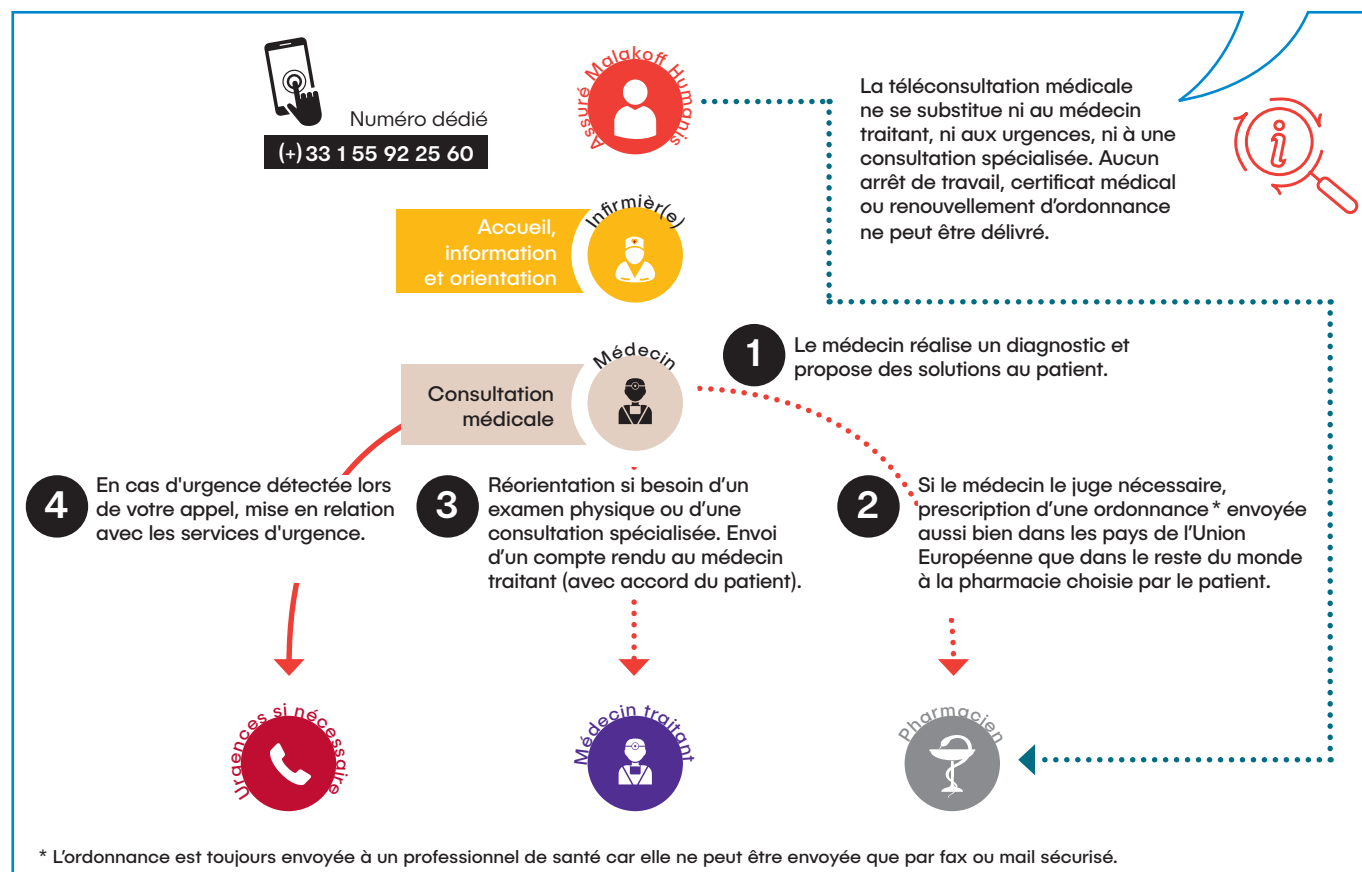 Numéro dédié
(+) 33 1 55 92 25 60
Assuré Malakoff Humanis
La téléconsultation médicale
ne se substitue ni au médecin
traitant, ni aux urgences, ni à une
consultation spécialisée. Aucun
arrêt de travail, certificat médical
ou renouvellement d’ordonnance
ne peut être délivré.
i
Infirmièr(e)
Accueil,
information
et orientation
Médecin
Consultation
médicale
1
Le médecin réalise un diagnostic et
propose des solutions au patient.
4
En cas d'urgence détectée lors
de votre appel, mise en relation
avec les services d'urgence.
3
Réorientation si besoin d’un
examen physique ou d’une
consultation spécialisée. Envoi
d’un compte rendu au médecin
traitant (avec accord du patient).
2
Si le médecin le juge nécessaire,
prescription d’une ordonnance * envoyée
aussi bien dans les pays de l’Union
Européenne que dans le reste du monde
à la pharmacie choisie par le patient.
Urgences si nécessaire
Médecin traitant
Pharmacien
* L’ordonnance est toujours envoyée à un professionnel de santé car elle ne peut être envoyée que par fax ou mail sécurisé.